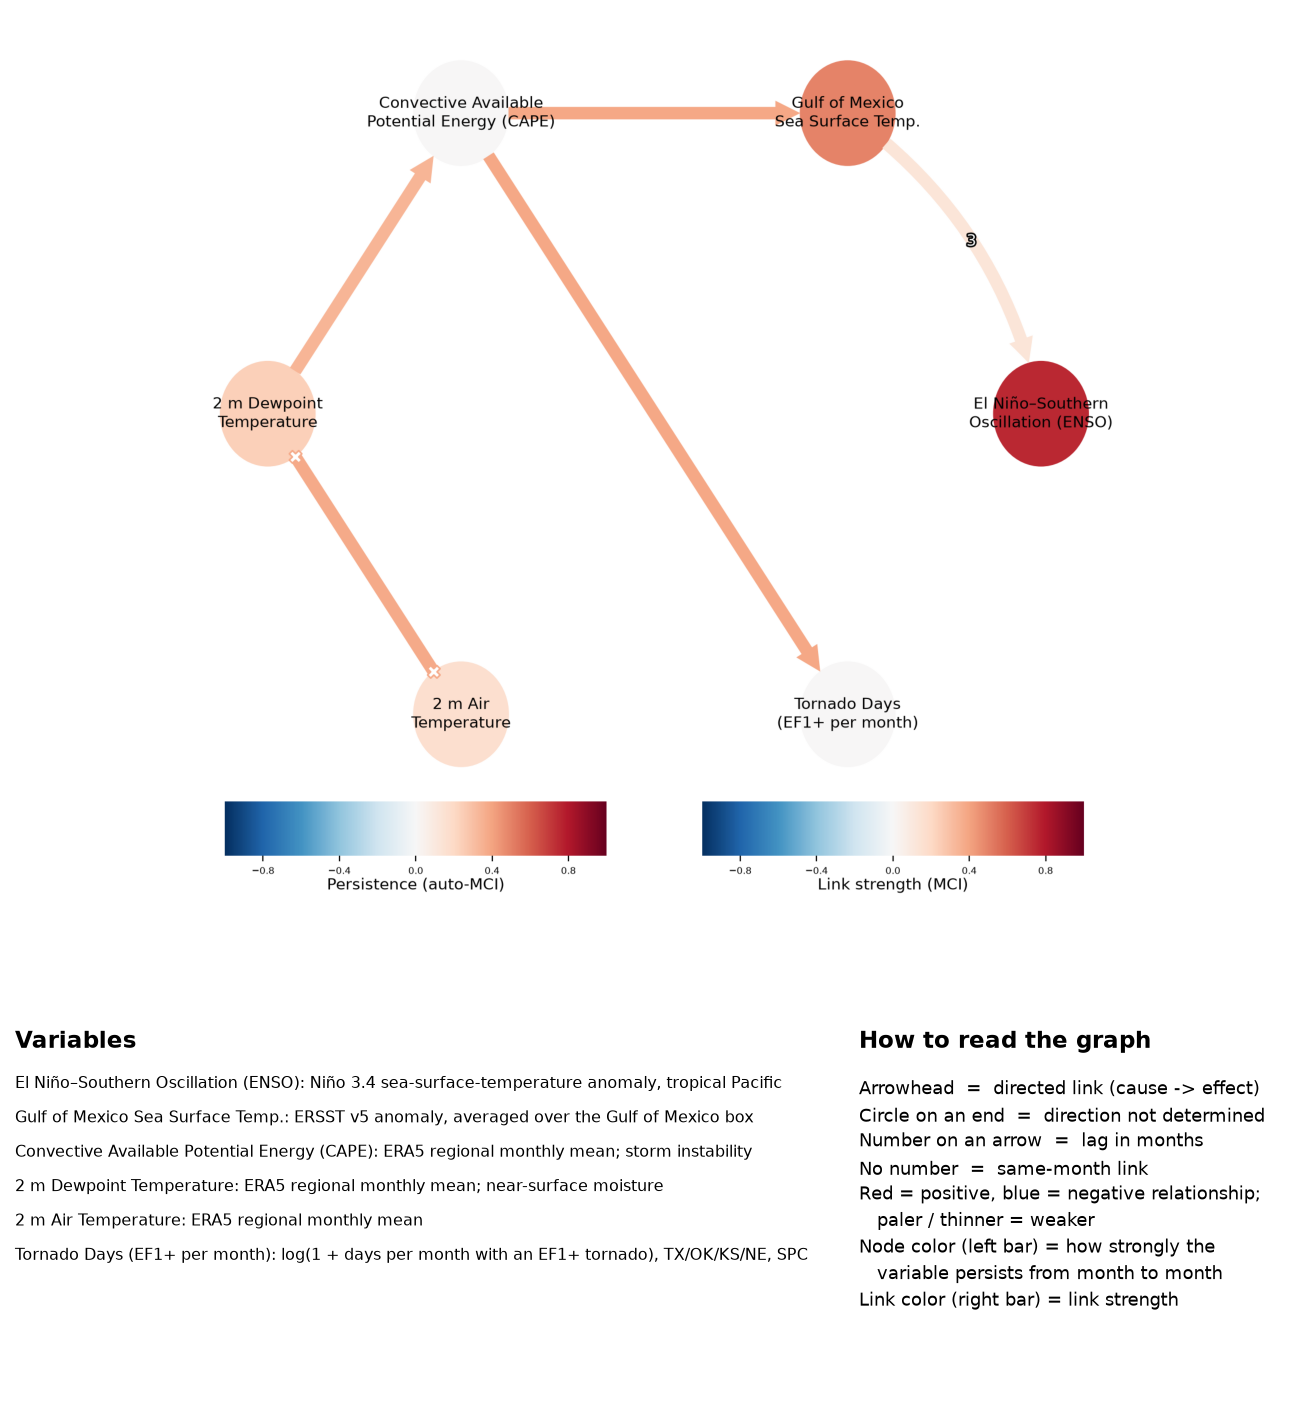 Convective Available
Potential Energy (CAPE)
Gulf of Mexico
Sea Surface Temp.
3
2 m Dewpoint
Temperature
El Niño–Southern
Oscillation (ENSO)
2 m Air
Temperature
Tornado Days
(EF1+ per month)
−0.8 −0.4 0.0 0.4 0.8
Persistence (auto-MCI)
−0.8 −0.4 0.0 0.4 0.8
Link strength (MCI)
Variables
El Niño–Southern Oscillation (ENSO): Niño 3.4 sea-surface-temperature anomaly, tropical Pacific
Gulf of Mexico Sea Surface Temp.: ERSST v5 anomaly, averaged over the Gulf of Mexico box
Convective Available Potential Energy (CAPE): ERA5 regional monthly mean; storm instability
2 m Dewpoint Temperature: ERA5 regional monthly mean; near-surface moisture
2 m Air Temperature: ERA5 regional monthly mean
Tornado Days (EF1+ per month): log(1 + days per month with an EF1+ tornado), TX/OK/KS/NE, SPC
How to read the graph
Arrowhead = directed link (cause -> effect)
Circle on an end = direction not determined
Number on an arrow = lag in months
No number = same-month link
Red = positive, blue = negative relationship;
paler / thinner = weaker
Node color (left bar) = how strongly the
variable persists from month to month
Link color (right bar) = link strength